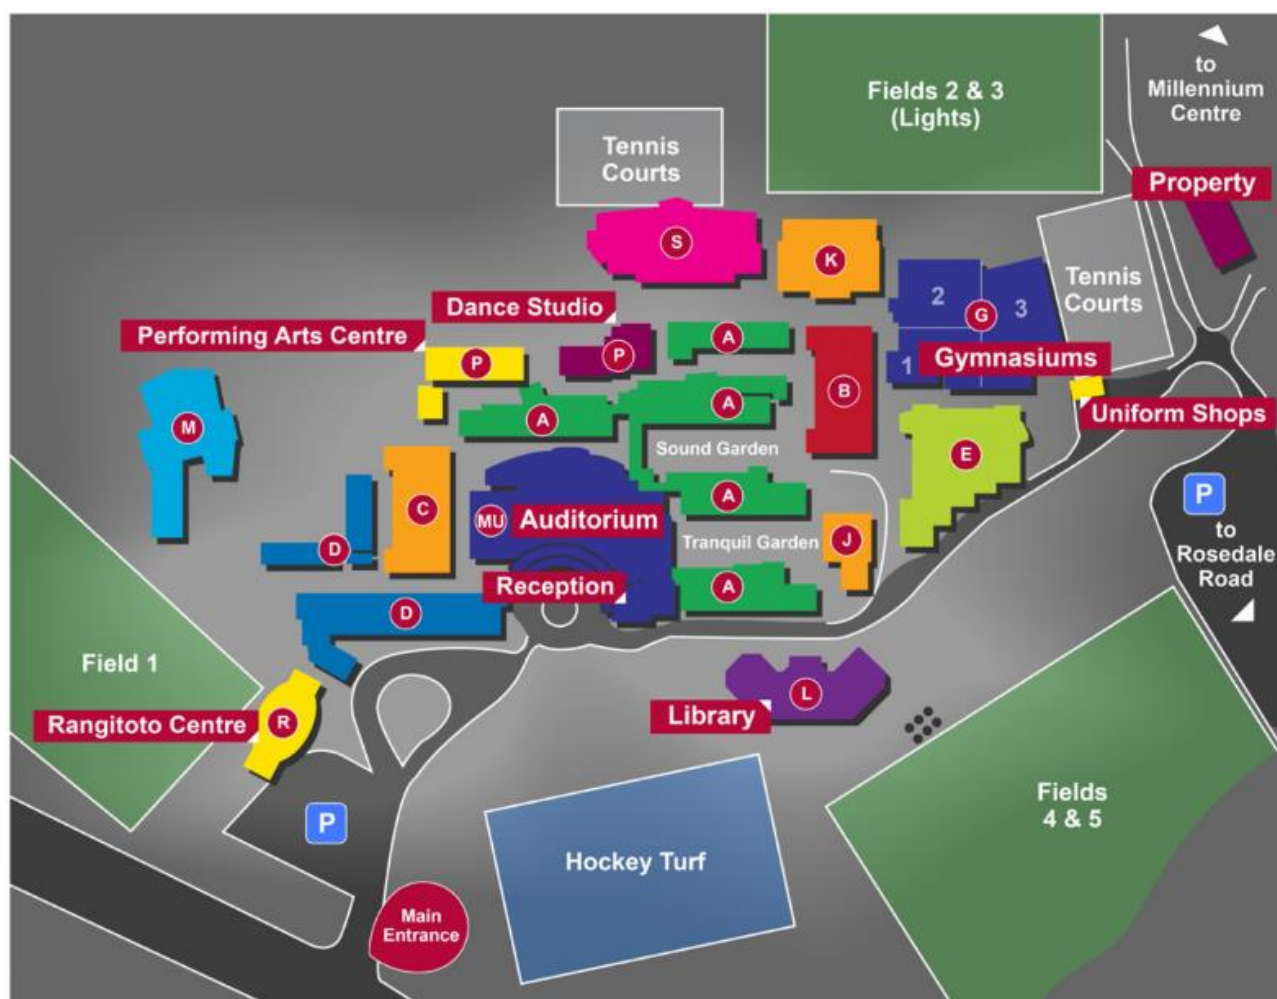 to
Millennium
Centre
Fields 2 & 3
(Lights)
Tennis
Courts
Property
S
K
Tennis
Courts
2
3
G
Dance Studio
Performing Arts Centre
A
P
P
1
Gymnasiums
B
A
A
Uniform Shops
M
Sound Garden
E
A
P
C
MU
Auditorium
to
Rosedale
Road
Tranquil Garden
J
D
Reception
A
D
Field 1
L
Library
Rangitoto Centre
R
Fields
4 & 5
P
Hockey Turf
Main
Entrance